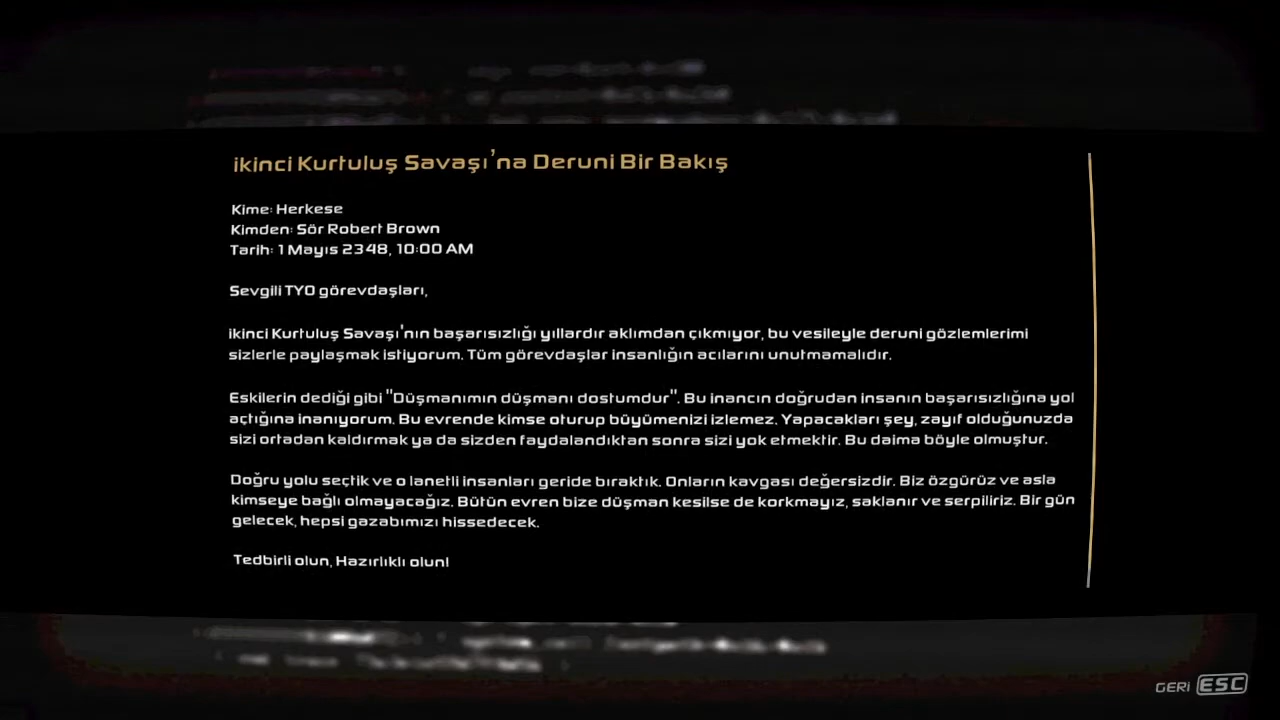 ikinci Kurtuluş Savaşı'na Deruni Bir Bakış
Kime: Herkese
Kimden: Sör Robert Brown
Tarih: 1 Mayıs 2348, 10:00 AM
Sevgili TYO görevdaşları,
ikinci Kurtuluş Savaşı'nın başarısızlığı yıllardır aklımdan çıkmıyor, bu vesileyle deruni gözlemlerimi
sizlerle paylaşmak istiyorum. Tüm görevdaşlar insanlığın acılarını unutmamalıdır.
Eskilerin dediği gibi "Düşmanımın düşmanı dostumdur". Bu inancın doğrudan insanın başarısızlığına yol
açtığına inanıyorum. Bu evrende kimse oturup büyümenizi izlemez. Yapacakları şey, zayıf olduğunuzda
sizi ortadan kaldırmak ya da sizden faydalandıktan sonra sizi yok etmektir. Bu daima böyle olmuştur.
Doğru yolu seçtik ve o lanetli insanları geride bıraktık. Onların kavgası değersizdir. Biz özgürüz ve asla
kimseye bağlı olmayacağız. Bütün evren bize düşman kesilse de korkmayız, saklanır ve serpiliriz. Bir gün
gelecek, hepsi gazabımızı hissedecek.
Tedbirli olun, Hazırlıklı olun!
GERİ ESC